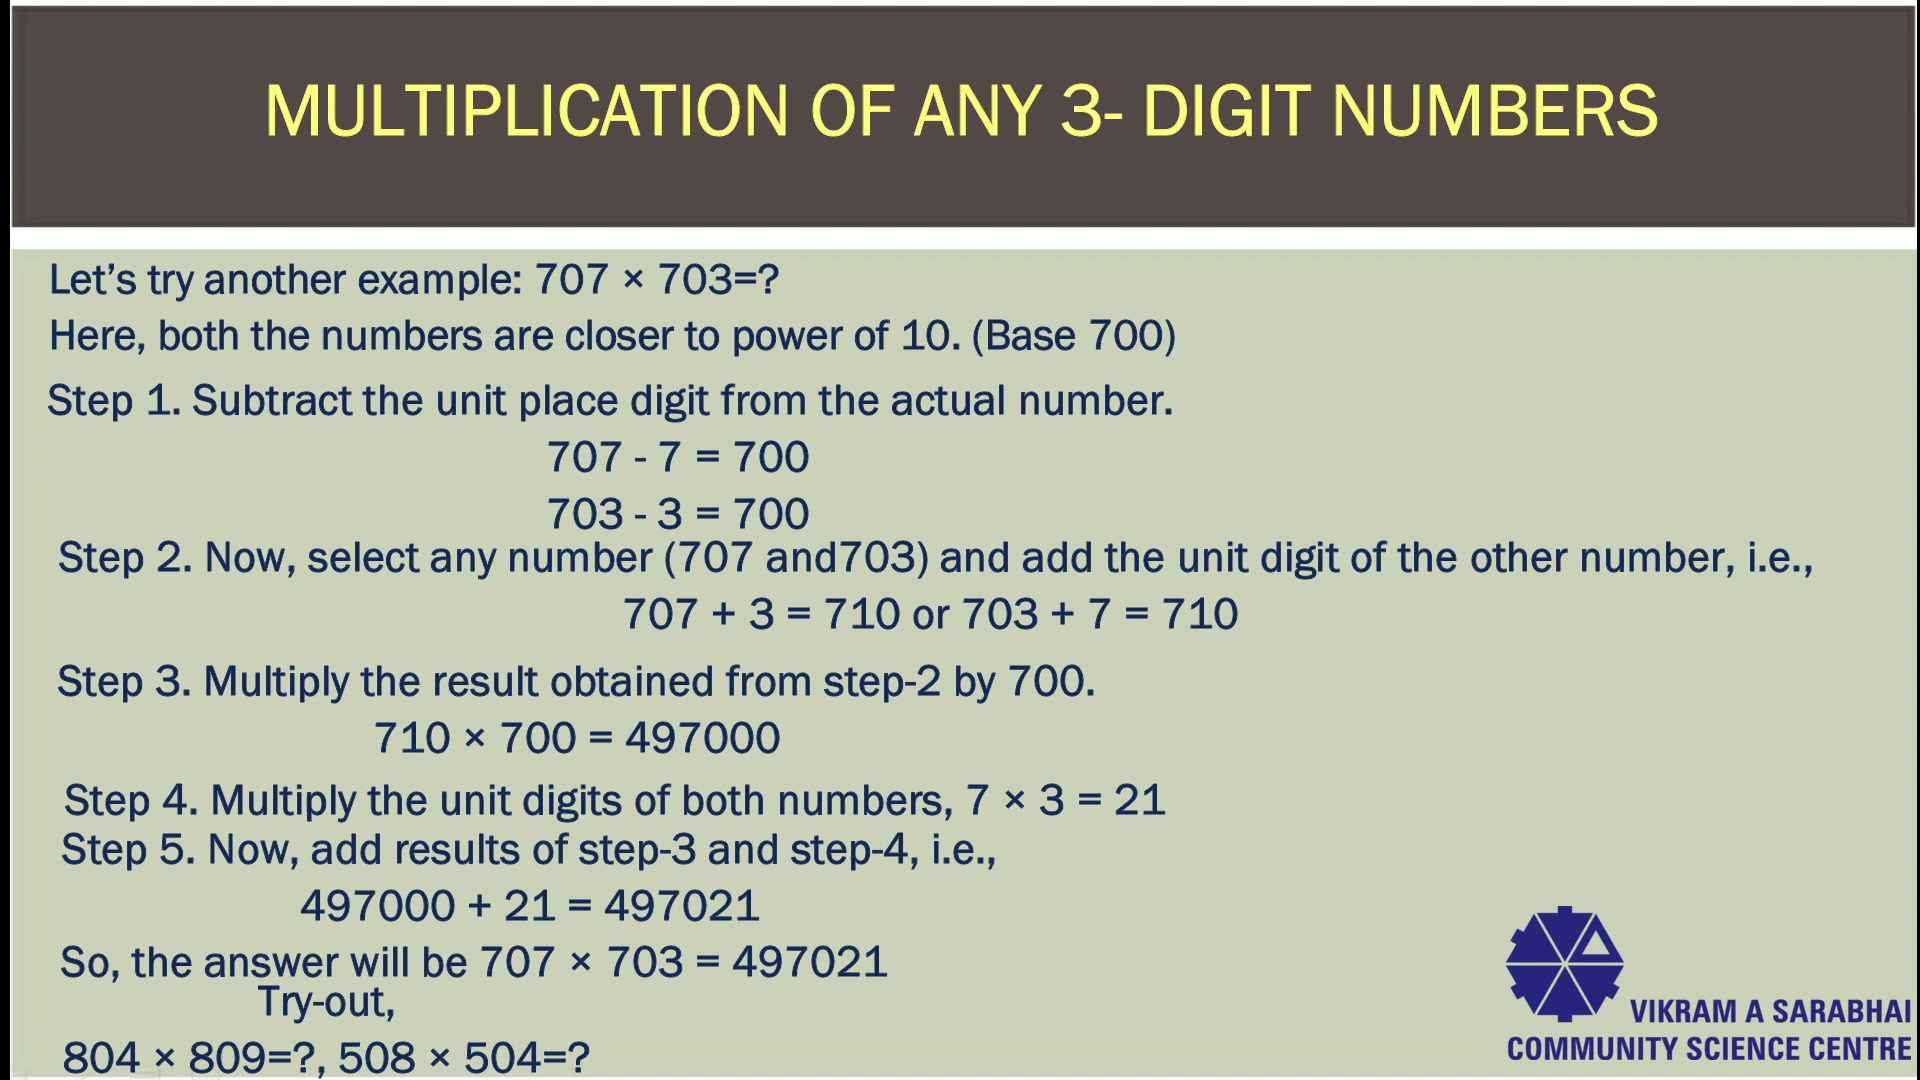 MULTIPLICATION OF ANY 3- DIGIT NUMBERS
Let’s try another example: 707 × 703=?
Here, both the numbers are closer to power of 10. (Base 700)
Step 1. Subtract the unit place digit from the actual number.
707 - 7 = 700
703 - 3 = 700
Step 2. Now, select any number (707 and703) and add the unit digit of the other number, i.e.,
707 + 3 = 710 or 703 + 7 = 710
Step 3. Multiply the result obtained from step-2 by 700.
710 × 700 = 497000
Step 4. Multiply the unit digits of both numbers, 7 × 3 = 21
Step 5. Now, add results of step-3 and step-4, i.e.,
497000 + 21 = 497021
So, the answer will be 707 × 703 = 497021
Try-out,
804 × 809=?, 508 × 504=?
VIKRAM A SARABHAI
COMMUNITY SCIENCE CENTRE